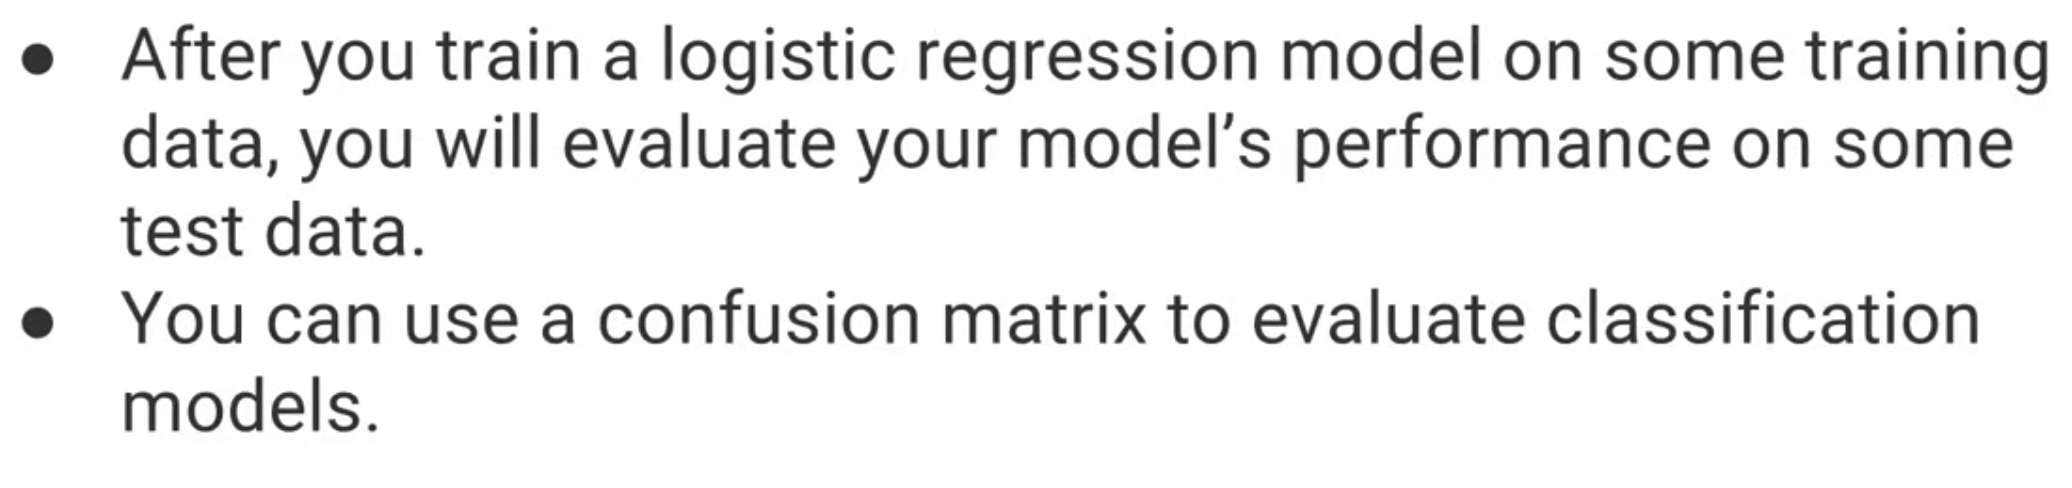 ● After you train a logistic regression model on some training
data, you will evaluate your model’s performance on some
test data.
● You can use a confusion matrix to evaluate classification
models.